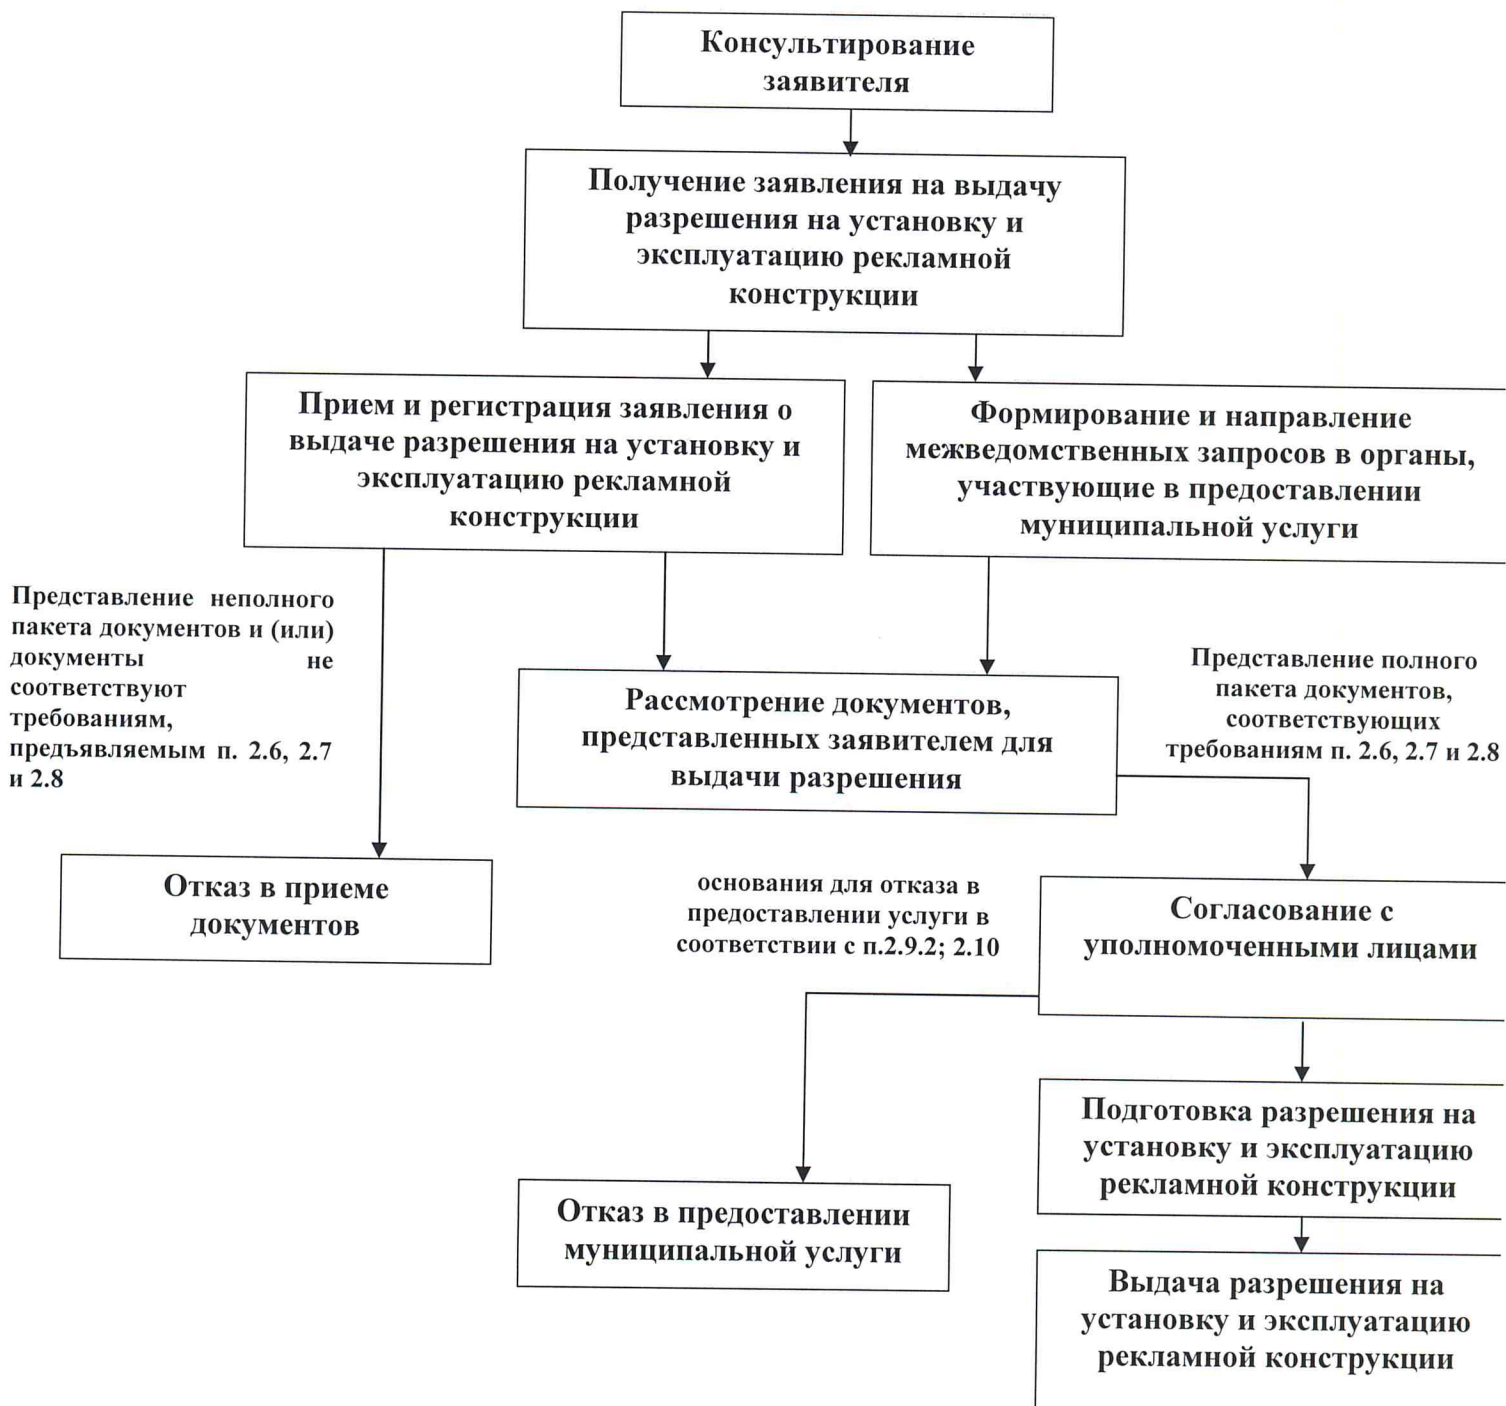 Консультирование
заявителя
Получение заявления на выдачу
разрешения на установку и
эксплуатацию рекламной
конструкции
Прием и регистрация заявления о
выдаче разрешения на установку и
эксплуатацию рекламной
конструкции
Формирование и направление
межведомственных запросов в органы,
участвующие в предоставлении
муниципальной услуги
Представление неполного
пакета документов и (или)
документы не
соответствуют
требованиям,
предъявляемым п. 2.6, 2.7
и 2.8
Рассмотрение документов,
представленных заявителем для
выдачи разрешения
Представление полного
пакета документов,
соответствующих
требованиям п. 2.6, 2.7 и 2.8
Отказ в приеме
документов
основания для отказа в
предоставлении услуги в
соответствии с п.2.9.2; 2.10
Согласование с
уполномоченными лицами
Подготовка разрешения на
установку и эксплуатацию
рекламной конструкции
Отказ в предоставлении
муниципальной услуги
Выдача разрешения на
установку и эксплуатацию
рекламной конструкции